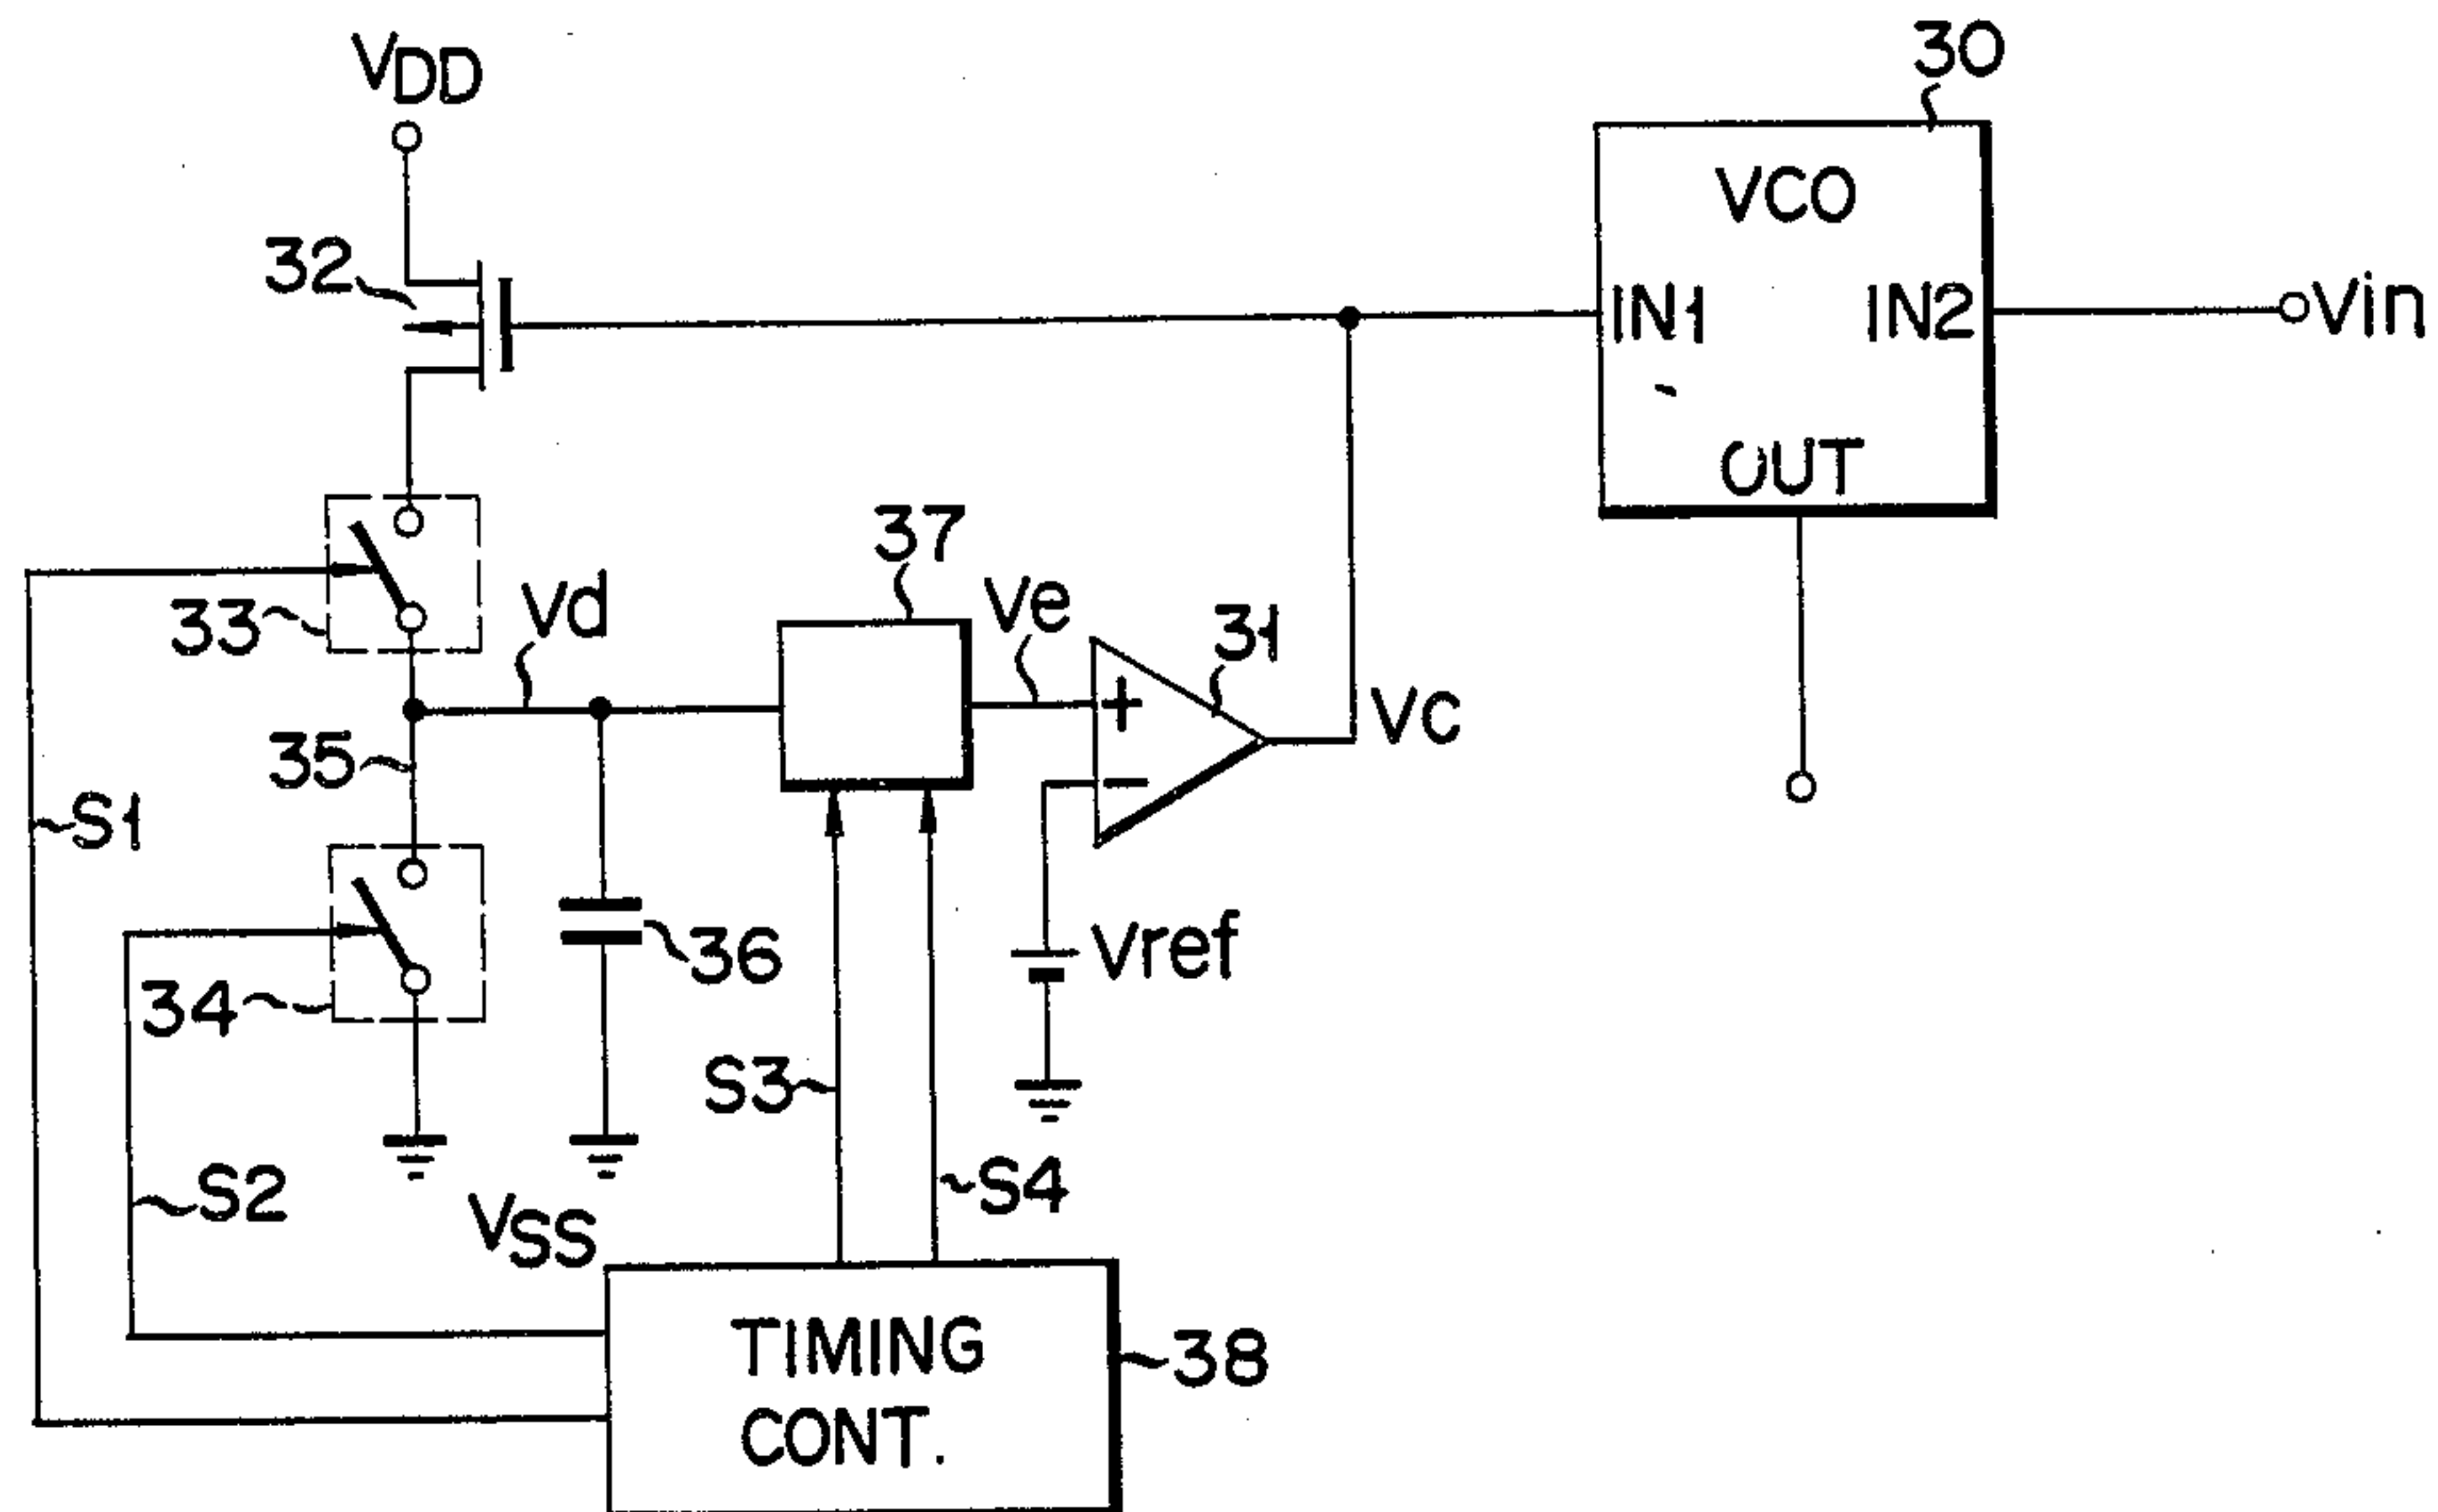 VDD
30
VCO
32
IN1
IN2
Vin
OUT
37
33
Vd
Ve
31
Vc
35
S1
36
Vref
34
S3
S4
S2
VSS
TIMING
CONT.
38
+
−